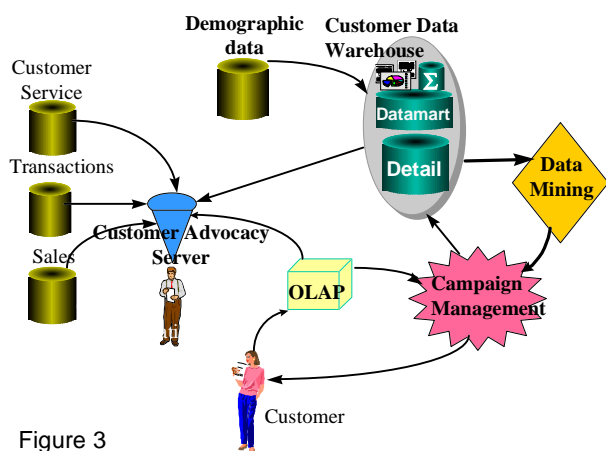 Demographic
data
Customer Data
Warehouse
Σ
Datamart
Detail
Customer
Service
Transactions
Sales
Customer Advocacy
Server
OLAP
Data
Mining
Campaign
Management
Customer
Figure 3